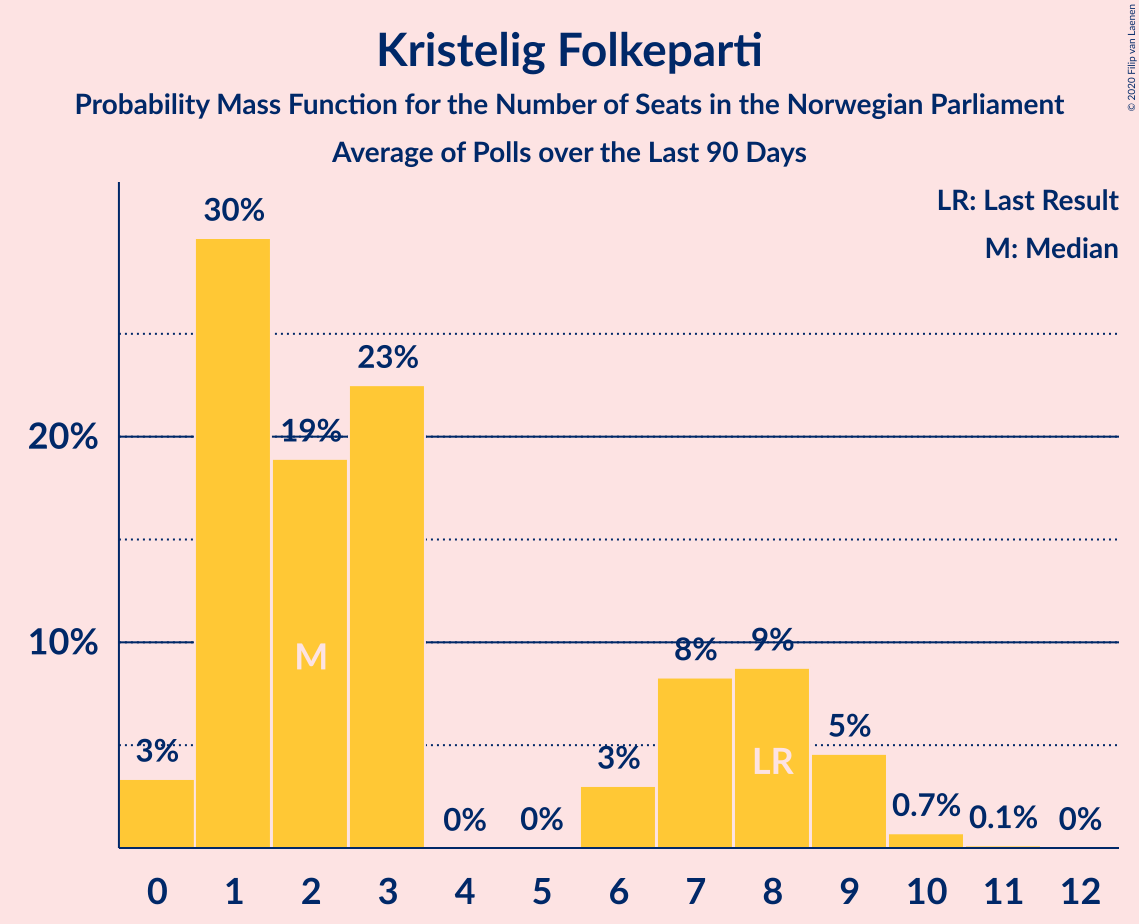 Kristelig Folkeparti
Probability Mass Function for the Number of Seats in the Norwegian Parliament
Average of Polls over the Last 90 Days
© 2020 Filip van Laenen
LR: Last Result
M: Median
30%
23%
19%
20%
10%
M
8%
9%
LR
5%
3%
3%
0%
0%
0.7%
0.1%
0%
0 1 2 3 4 5 6 7 8 9 10 11 12